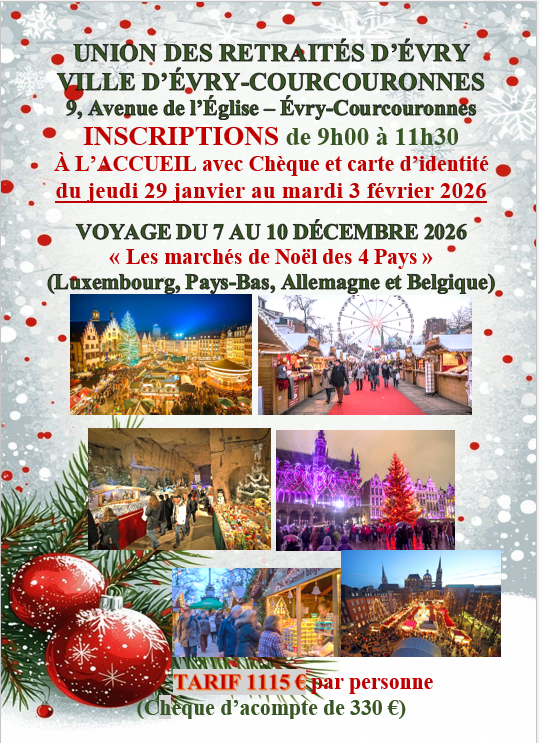 UNION DES RETRAITÉS D'ÉVRY
VILLE D'ÉVRY-COURCOURONNES
9, Avenue de l'Église – Évry-Courcouronnes
INSCRIPTIONS de 9h00 à 11h30
À L'ACCUEIL avec Chèque et carte d'identité
du jeudi 29 janvier au mardi 3 février 2026
VOYAGE DU 7 AU 10 DÉCEMBRE 2026
« Les marchés de Noël des 4 Pays »
(Luxembourg, Pays-Bas, Allemagne et Belgique)
TARIF 1115 € par personne
(Chèque d'acompte de 330 €)